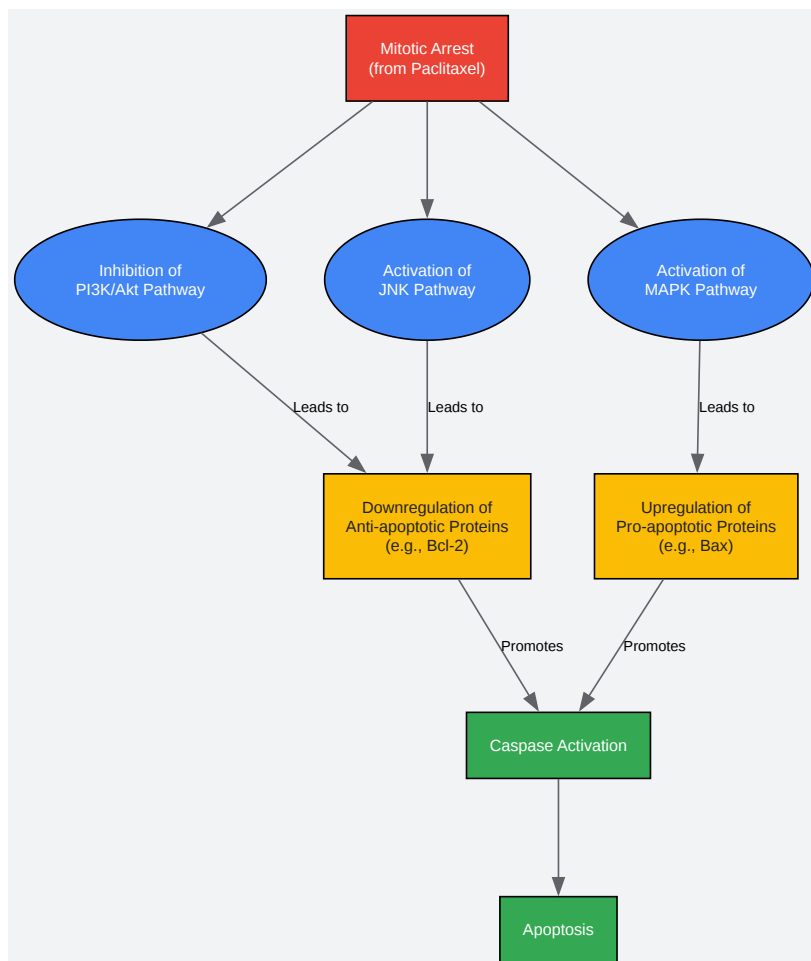 Mitotic Arrest
(from Paclitaxel)
Inhibition of
PI3K/Akt Pathway
Activation of
JNK Pathway
Activation of
MAPK Pathway
Leads to
Leads to
Leads to
Downregulation of
Anti-apoptotic Proteins
(e.g., Bcl-2)
Upregulation of
Pro-apoptotic Proteins
(e.g., Bax)
Promotes
Promotes
Caspase Activation
Apoptosis